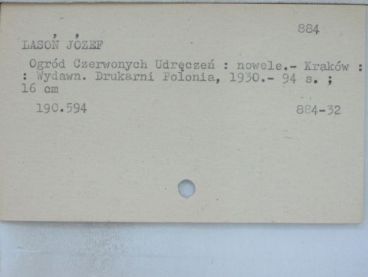 884
LASOŃ JÓZEF
Ogród Czerwonych Udręczeń : nowele.- Kraków :
: Wydawn. Drukarni Polonia, 1930.- 94 s. ;
16 cm
190.594 884-32